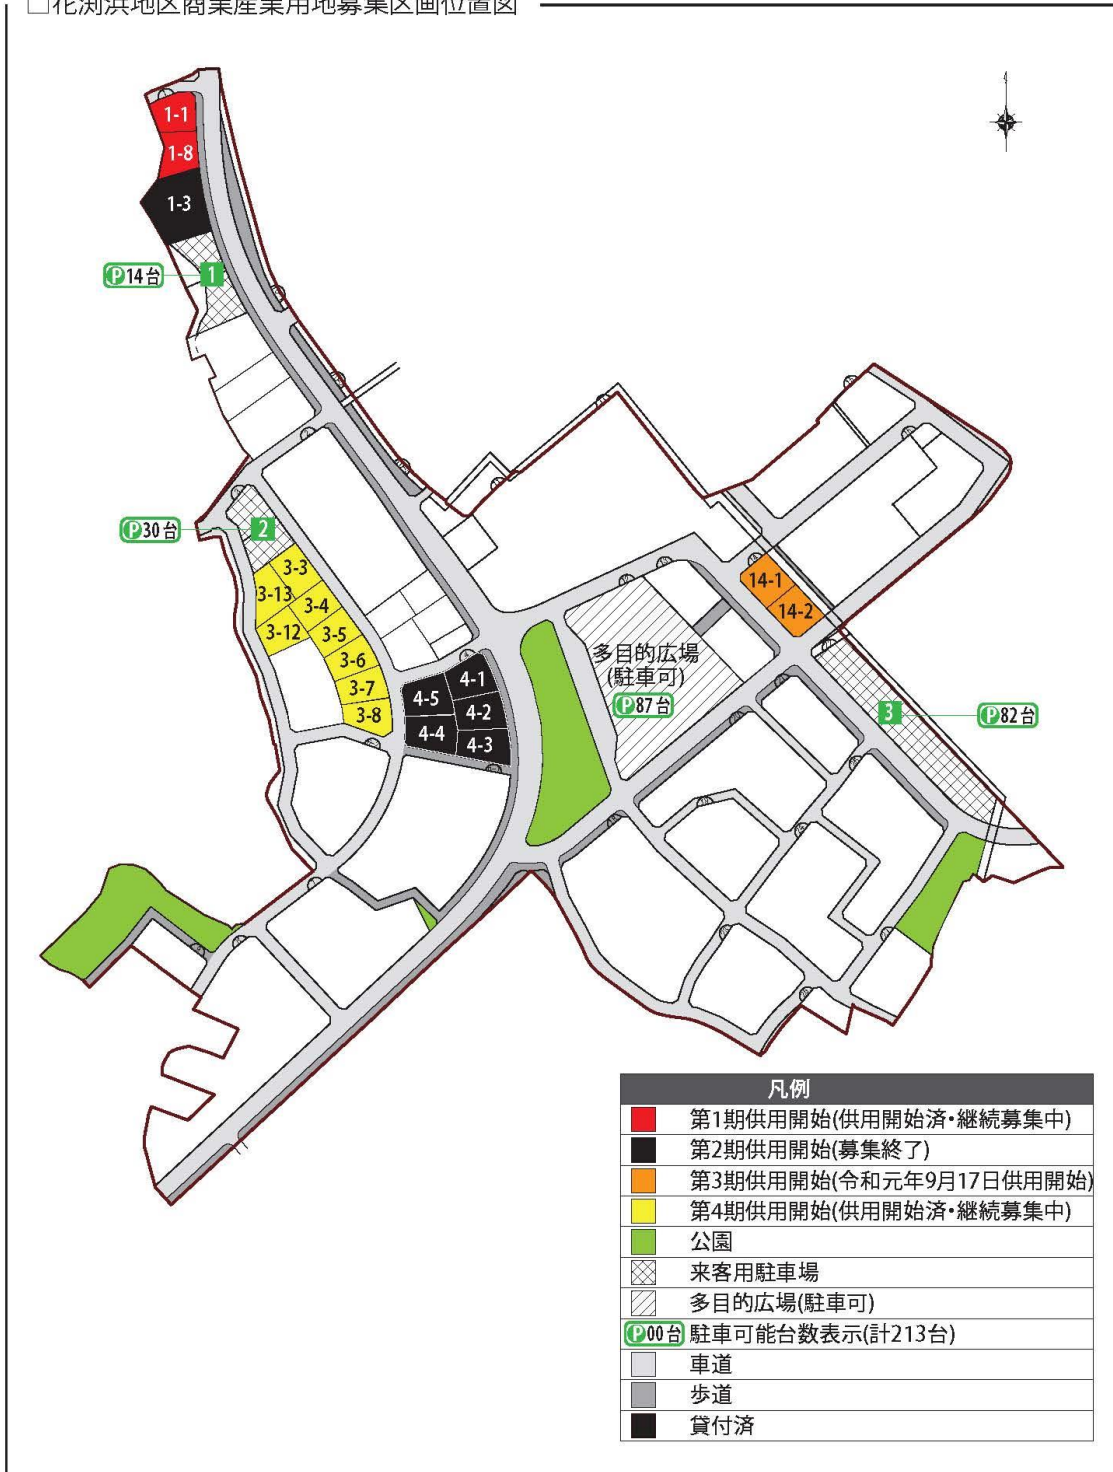 □花渕浜地区商業産業用地募集区画位置図
1-1
1-8
1-3
P14台
1
P30台
2
3-3
3-13
3-4
3-12
3-5
3-6
3-7
3-8
4-1
4-5
4-2
4-4
4-3
14-1
14-2
多目的広場
(駐車可)
P87台
3
P82台
凡例
第1期供用開始(供用開始済・継続募集中)
第2期供用開始(募集終了)
第3期供用開始(令和元年9月17日供用開始)
第4期供用開始(供用開始済・継続募集中)
公園
来客用駐車場
多目的広場(駐車可)
P00台 駐車可能台数表示(計213台)
車道
歩道
貸付済